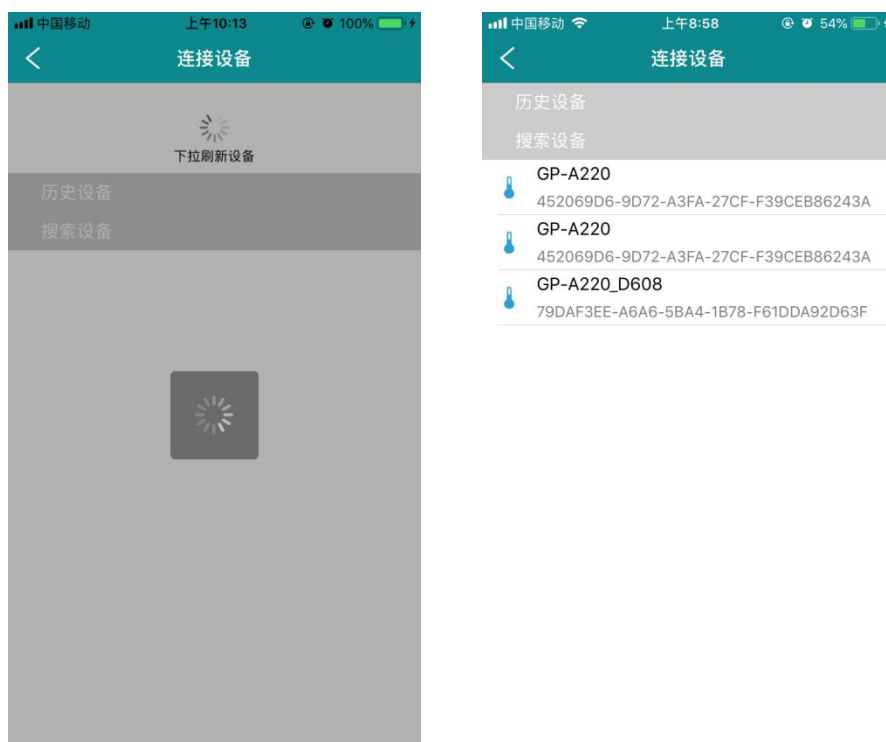 中国移动 上午10:13 100%
连接设备
下拉刷新设备
历史设备
搜索设备
中国移动 上午8:58 54%
连接设备
历史设备
搜索设备
GP-A220
452069D6-9D72-A3FA-27CF-F39CEB86243A
GP-A220
452069D6-9D72-A3FA-27CF-F39CEB86243A
GP-A220_D608
79DAF3EE-A6A6-5BA4-1B78-F61DDA92D63F